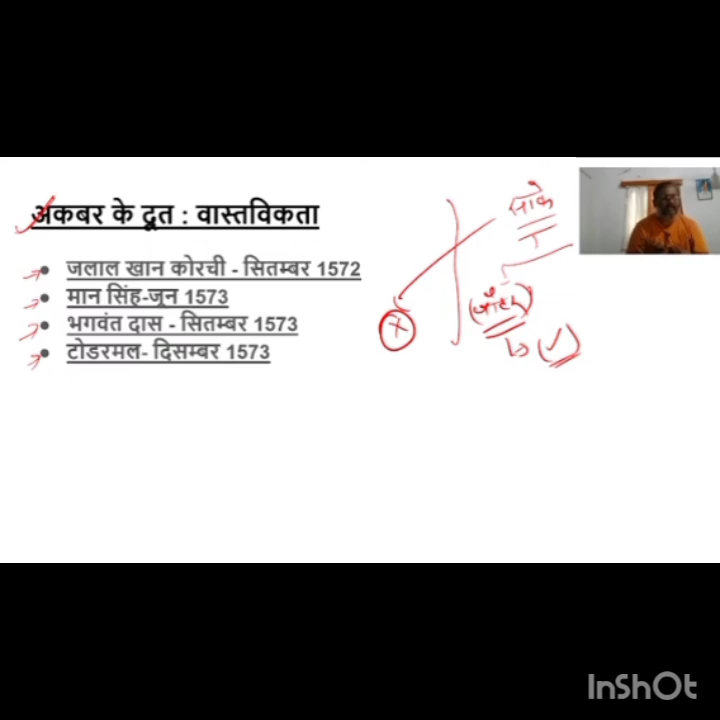 अकबर के दूत : वास्तविकता
जलाल खान कोरची - सितम्बर 1572
मान सिंह-जून 1573
भगवंत दास - सितम्बर 1573
टोडरमल- दिसम्बर 1573
साके
InShOt